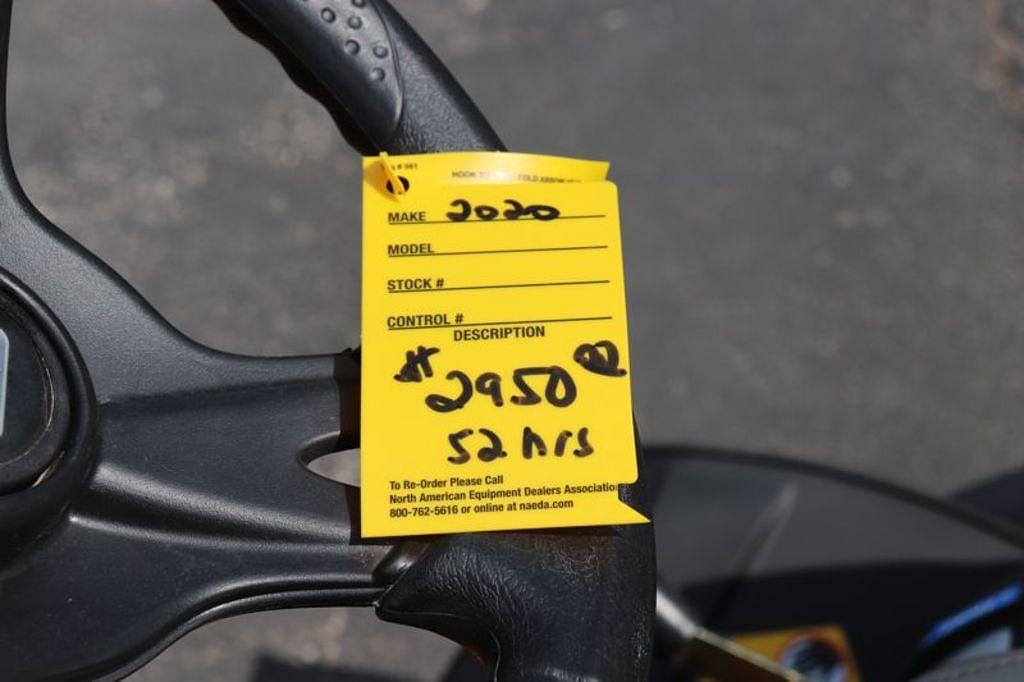 MAKE 2020
MODEL
STOCK #
CONTROL #
DESCRIPTION
# 2950 00
52 hrs
To Re-Order Please Call
North American Equipment Dealers Association
800-762-5616 or online at naeda.com